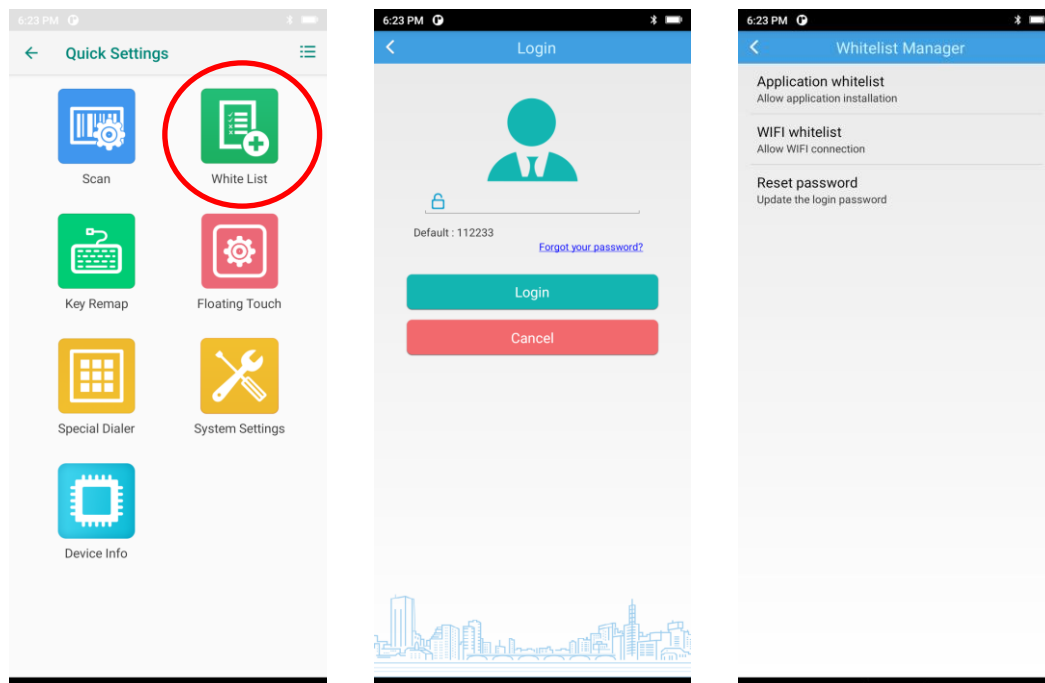 6:23 PM
Quick Settings
Scan
White List
Key Remap
Floating Touch
Special Dialer
System Settings
Device Info
6:23 PM
Login
Default : 112233
Forgot your password?
Login
Cancel
6:23 PM
Whitelist Manager
Application whitelist
Allow application installation
WIFI whitelist
Allow WIFI connection
Reset password
Update the login password